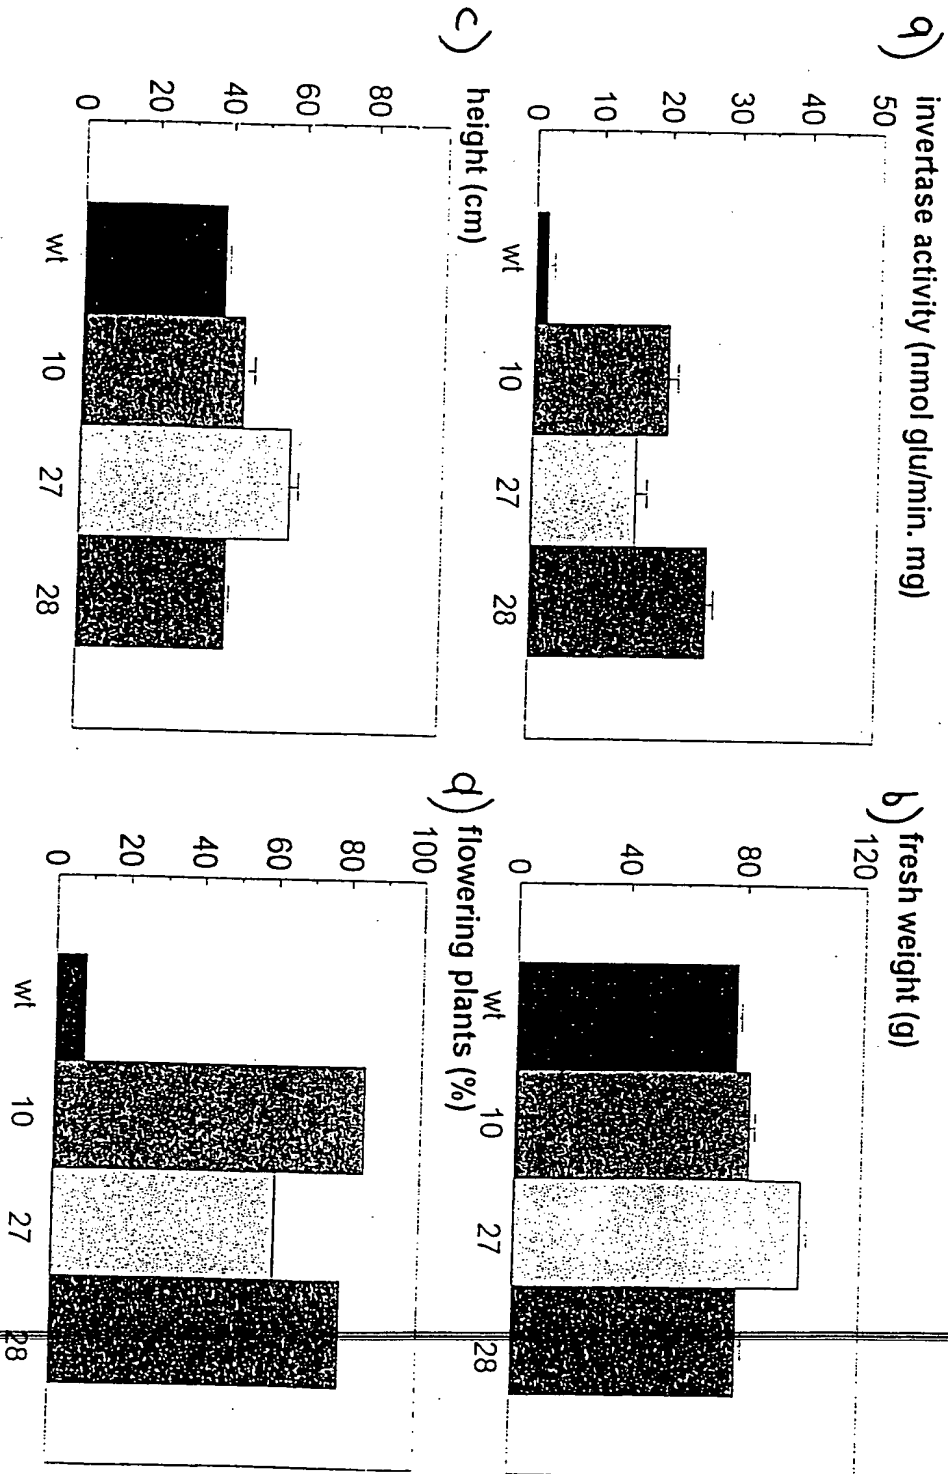 a) invertase activity (nmol glu/min. mg)
50
40
30
20
10
0
wt 10 27 28
b) fresh weight (g)
120
80
40
0
wt 10 27 28
c) height (cm)
80
60
40
20
0
wt 10 27 28
d) flowering plants (%)
100
80
60
40
20
0
wt 10 27 28